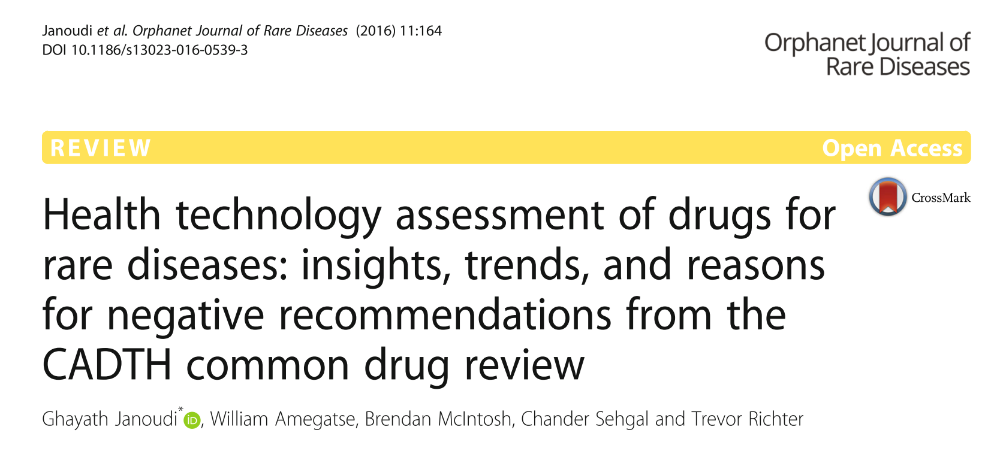 Janoudi et al. Orphanet Journal of Rare Diseases (2016) 11:164
DOI 10.1186/s13023-016-0539-3
Orphanet Journal of
Rare Diseases
REVIEW
Open Access
CrossMark
Health technology assessment of drugs for
rare diseases: insights, trends, and reasons
for negative recommendations from the
CADTH common drug review
Ghayath Janoudi* iD, William Amegatse, Brendan McIntosh, Chander Sehgal and Trevor Richter